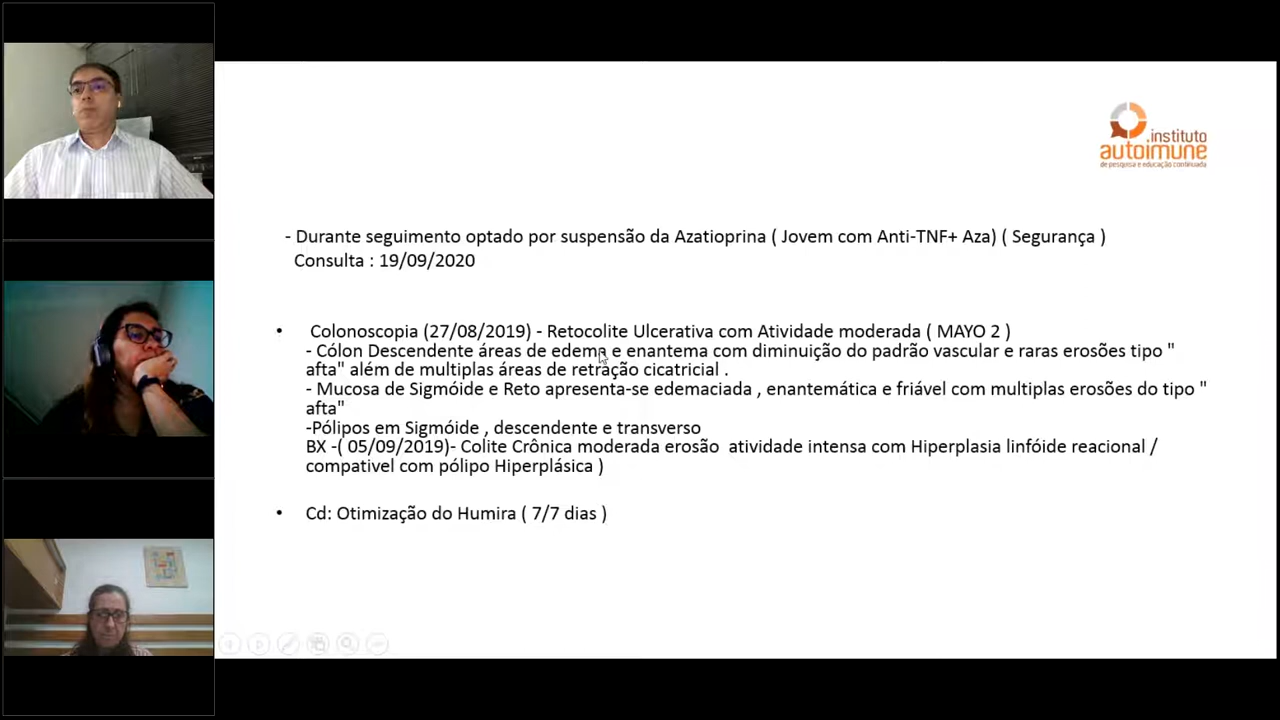 .instituto
autoimune
de pesquisa e educação continuada
- Durante seguimento optado por suspensão da Azatioprina ( Jovem com Anti-TNF+ Aza) ( Segurança )
Consulta : 19/09/2020
• Colonoscopia (27/08/2019) - Retocolite Ulcerativa com Atividade moderada ( MAYO 2 )
- Cólon Descendente áreas de edema e enantema com diminuição do padrão vascular e raras erosões tipo "
afta" além de multiplas áreas de retração cicatricial .
- Mucosa de Sigmóide e Reto apresenta-se edemaciada , enantemática e friável com multiplas erosões do tipo "
afta"
-Pólipos em Sigmóide , descendente e transverso
BX -( 05/09/2019)- Colite Crônica moderada erosão atividade intensa com Hiperplasia linfóide reacional /
compativel com pólipo Hiperplásica )
• Cd: Otimização do Humira ( 7/7 dias )